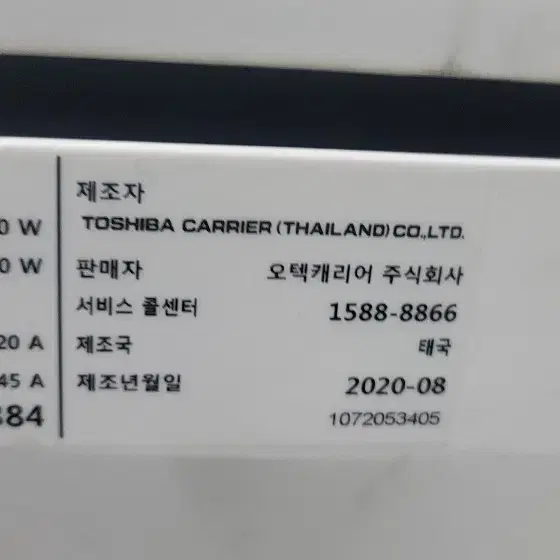 제조자
TOSHIBA CARRIER (THAILAND) CO.,LTD.
0 W
0 W 판매자 오텍캐리어 주식회사
서비스 콜센터 1588-8866
20 A 제조국 태국
45 A 제조년월일 2020-08
84 1072053405